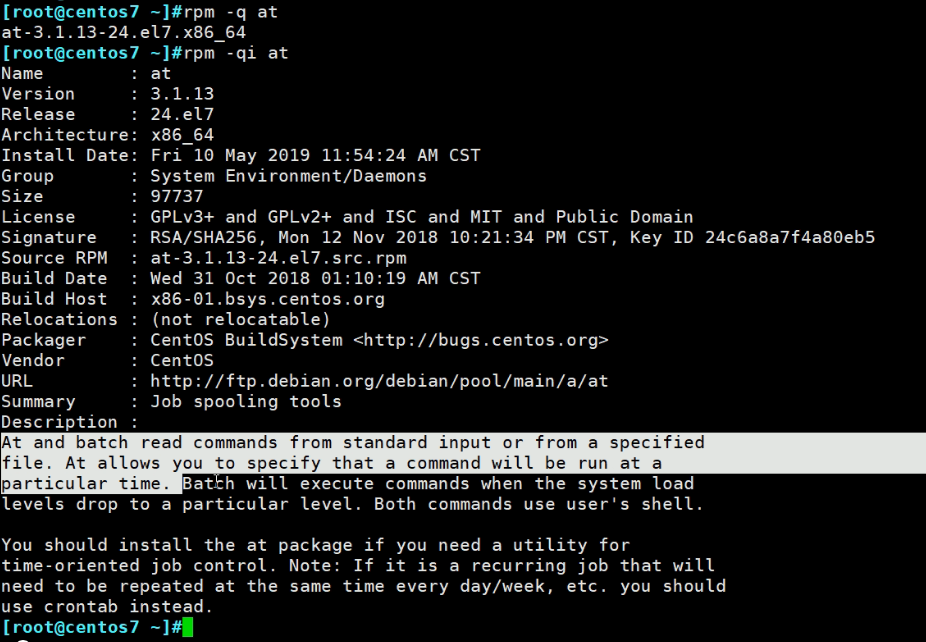 [root@centos7 ~]#rpm -q at
at-3.1.13-24.el7.x86_64
[root@centos7 ~]#rpm -qi at
Name        : at
Version     : 3.1.13
Release     : 24.el7
Architecture: x86_64
Install Date: Fri 10 May 2019 11:54:24 AM CST
Group       : System Environment/Daemons
Size        : 97737
License     : GPLv3+ and GPLv2+ and ISC and MIT and Public Domain
Signature   : RSA/SHA256, Mon 12 Nov 2018 10:21:34 PM CST, Key ID 24c6a8a7f4a80eb5
Source RPM  : at-3.1.13-24.el7.src.rpm
Build Date  : Wed 31 Oct 2018 01:10:19 AM CST
Build Host  : x86-01.bsys.centos.org
Relocations : (not relocatable)
Packager    : CentOS BuildSystem <http://bugs.centos.org>
Vendor      : CentOS
URL         : http://ftp.debian.org/debian/pool/main/a/at
Summary     : Job spooling tools
Description :
At and batch read commands from standard input or from a specified
file. At allows you to specify that a command will be run at a
particular time. Batch will execute commands when the system load
levels drop to a particular level. Both commands use user's shell.

You should install the at package if you need a utility for
time-oriented job control. Note: If it is a recurring job that will
need to be repeated at the same time every day/week, etc. you should
use crontab instead.
[root@centos7 ~]#